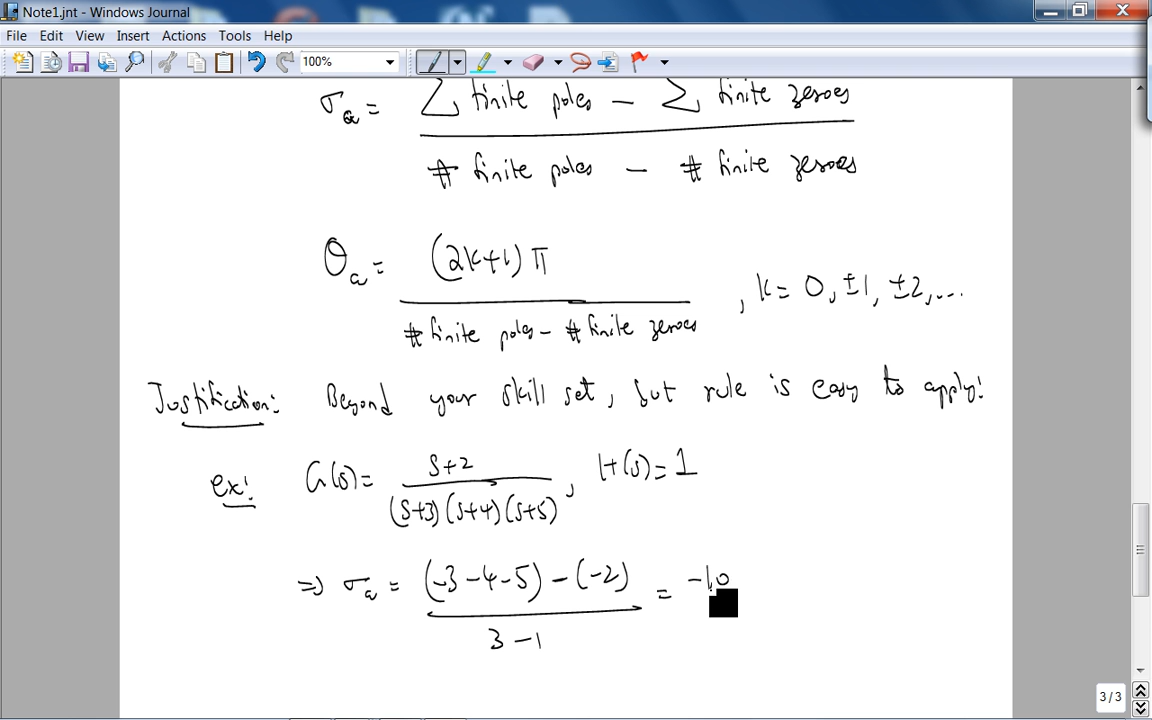 Note1.jnt - Windows Journal
File Edit View Insert Actions Tools Help
100%
σa = ∑ finite poles - ∑ finite zeroes
# finite poles - # finite zeroes
θa = (2k+1) π
# finite poles - # finite zeroes , k = 0, ±1, ±2, ...
Justification: Beyond your skill set, but rule is easy to apply!
ex: G(s) = s+2 , H(s) = 1
(s+3)(s+4)(s+5)
=> σa = (-3-4-5) - (-2) = -10
3-1
3/3